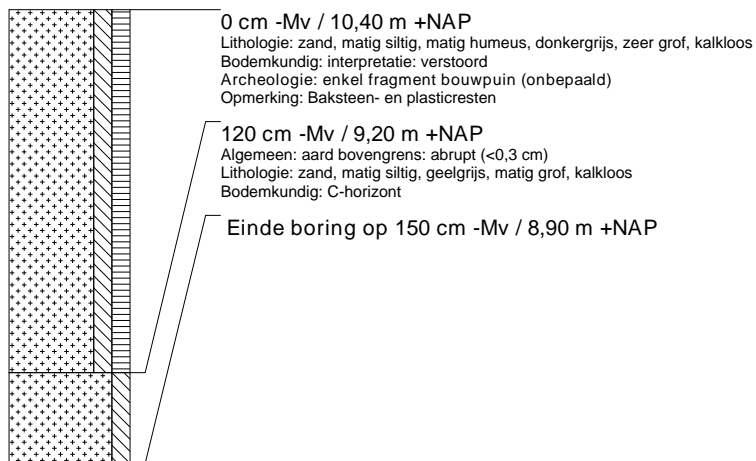 0 cm -Mv / 10,40 m +NAP
Lithologie: zand, matig siltig, matig humeus, donkergrijs, zeer grof, kalkloos
Bodemkundig: interpretatie: verstoord
Archeologie: enkel fragment bouwpuin (onbepaald)
Opmerking: Baksteen- en plasticresten
120 cm -Mv / 9,20 m +NAP
Algemeen: aard bovengrens: abrupt (<0,3 cm)
Lithologie: zand, matig siltig, geelgrijs, matig grof, kalkloos
Bodemkundig: C-horizont
Einde boring op 150 cm -Mv / 8,90 m +NAP